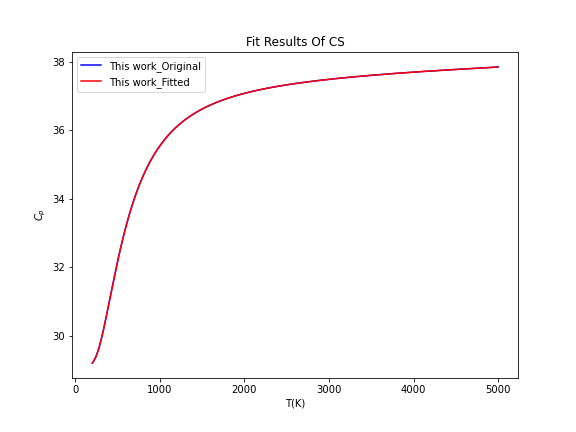 Fit Results Of CS
This work_Original
This work_Fitted
38
36
34
32
30
C_p
0 1000 2000 3000 4000 5000
T(K)